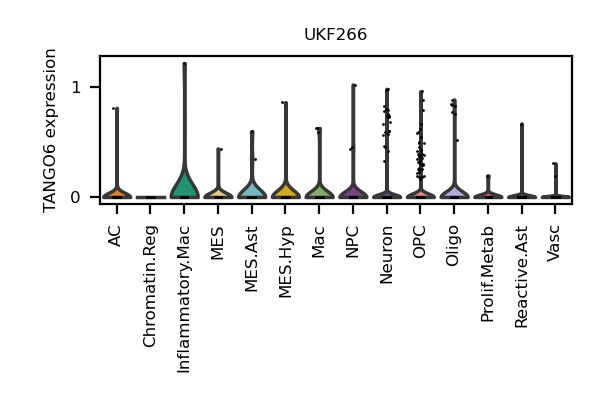 UKF266
TANGO6 expression
1
0
AC
Chromatin.Reg
Inflammatory.Mac
MES
MES.Ast
MES.Hyp
Mac
NPC
Neuron
OPC
Oligo
Prolif.Metab
Reactive.Ast
Vasc